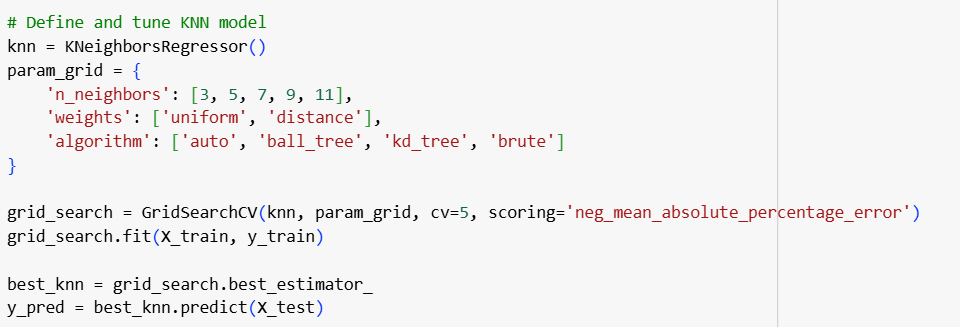 # Define and tune KNN model
knn = KNeighborsRegressor()
param_grid = {
    'n_neighbors': [3, 5, 7, 9, 11],
    'weights': ['uniform', 'distance'],
    'algorithm': ['auto', 'ball_tree', 'kd_tree', 'brute']
}
grid_search = GridSearchCV(knn, param_grid, cv=5, scoring='neg_mean_absolute_percentage_error')
grid_search.fit(X_train, y_train)
best_knn = grid_search.best_estimator_
y_pred = best_knn.predict(X_test)